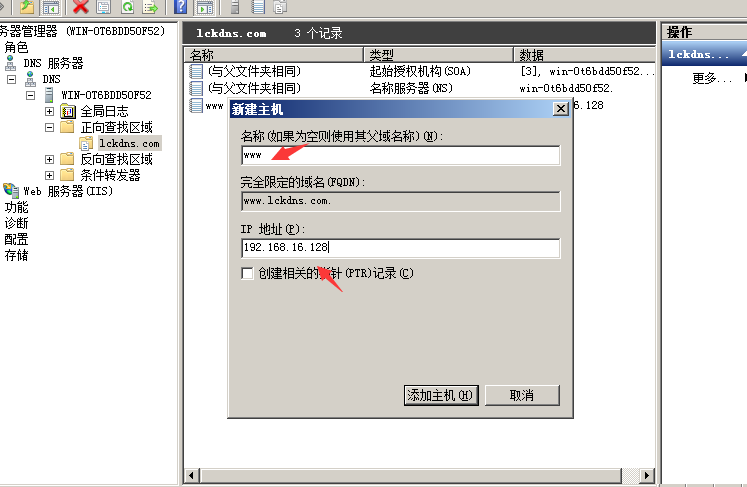 务器管理器 (WIN-OT6BDD5OF52)
角色
DNS 服务器
DNS
WIN-OT6BDD5OF52
全局日志
正向查找区域
lckdns.com
反向查找区域
条件转发器
Web 服务器(IIS)
功能
诊断
配置
存储
lckdns.com 3 个记录
名称 类型 数据
(与父文件夹相同) 起始授权机构(SOA) [3], win-0t6bdd50f52...
(与父文件夹相同) 名称服务器(NS) win-0t6bdd50f52.
www 6.128
新建主机
名称(如果为空则使用其父域名称)(N):
www
完全限定的域名(FQDN):
www.lckdns.com.
IP 地址(P):
192.168.16.128
创建相关的指针(PTR)记录(C)
添加主机(H) 取消
操作
lckdns...
更多...